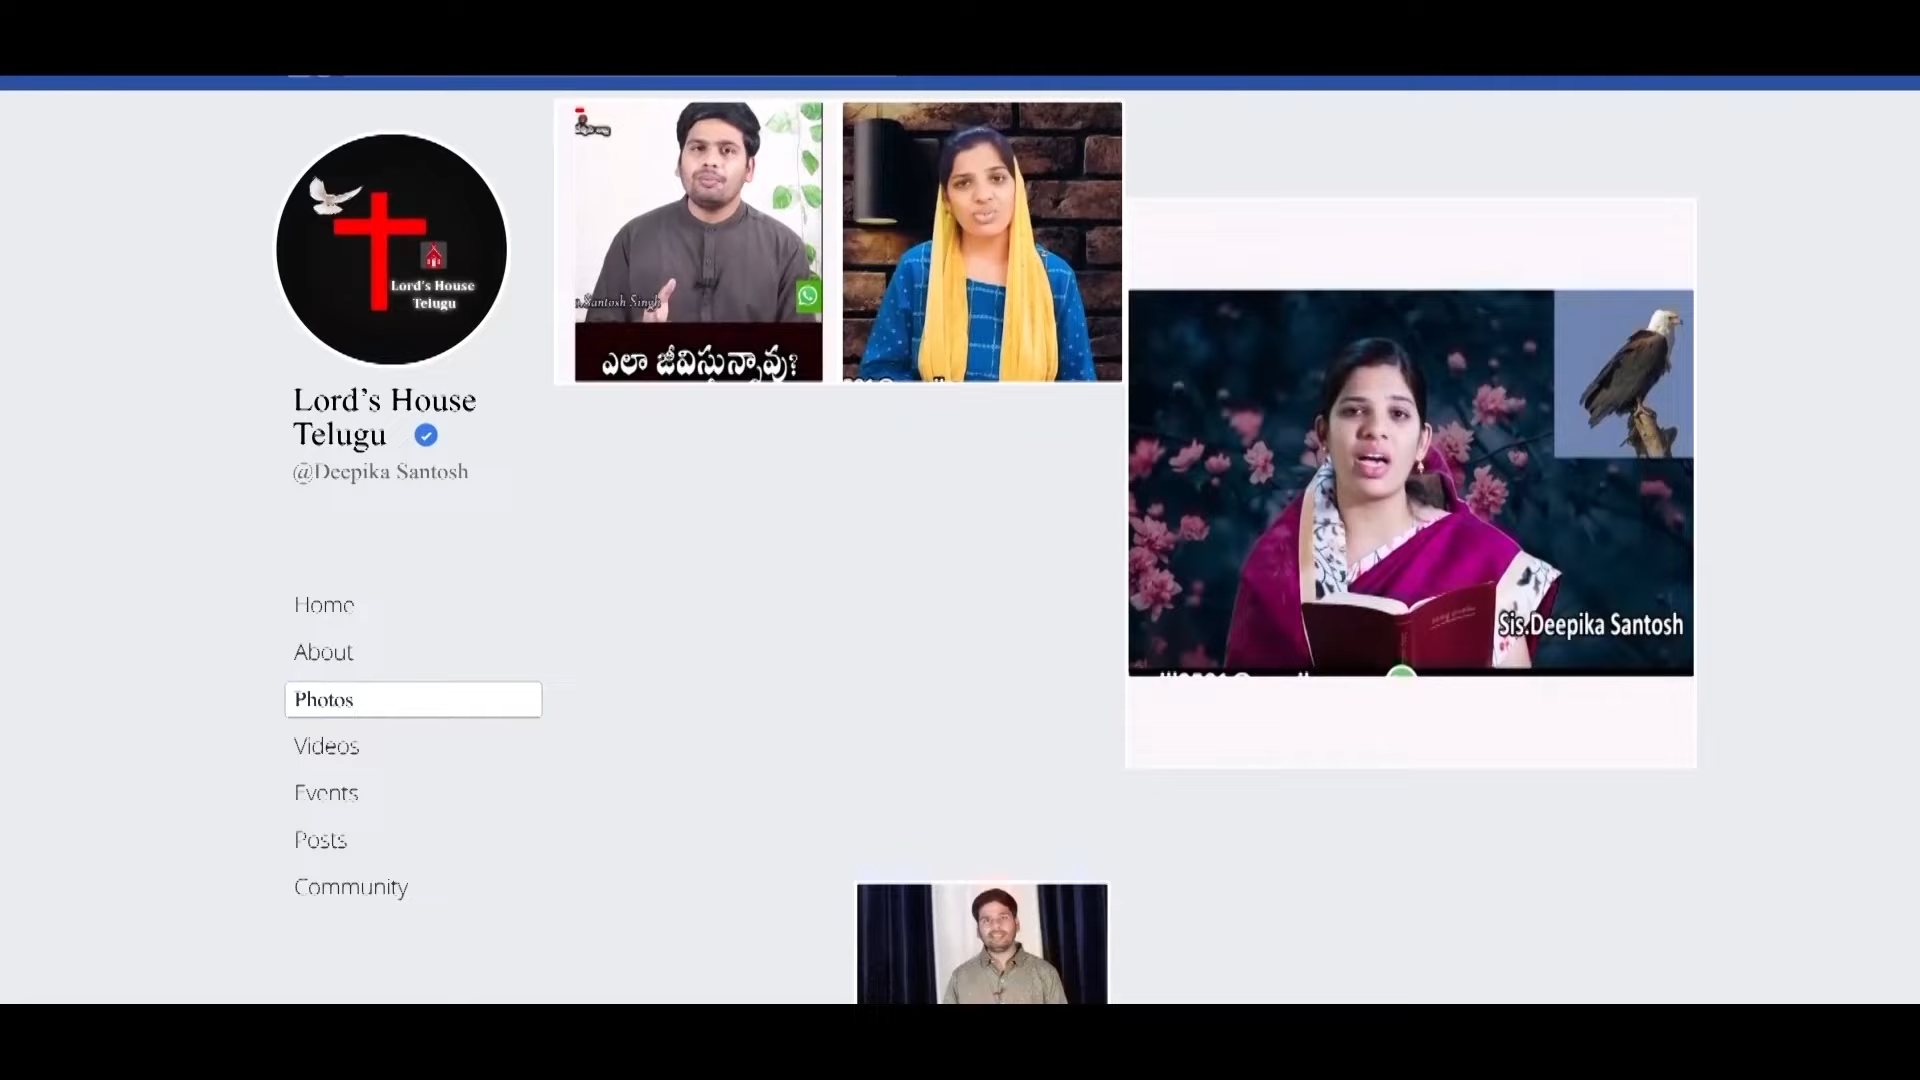 Lord's House
Telugu
Lord's House
Telugu
@Deepika Santosh
Home
About
Photos
Videos
Events
Posts
Community
Santosh Singh
ఎలా జీవిస్తున్నావు?
Sis.Deepika Santosh